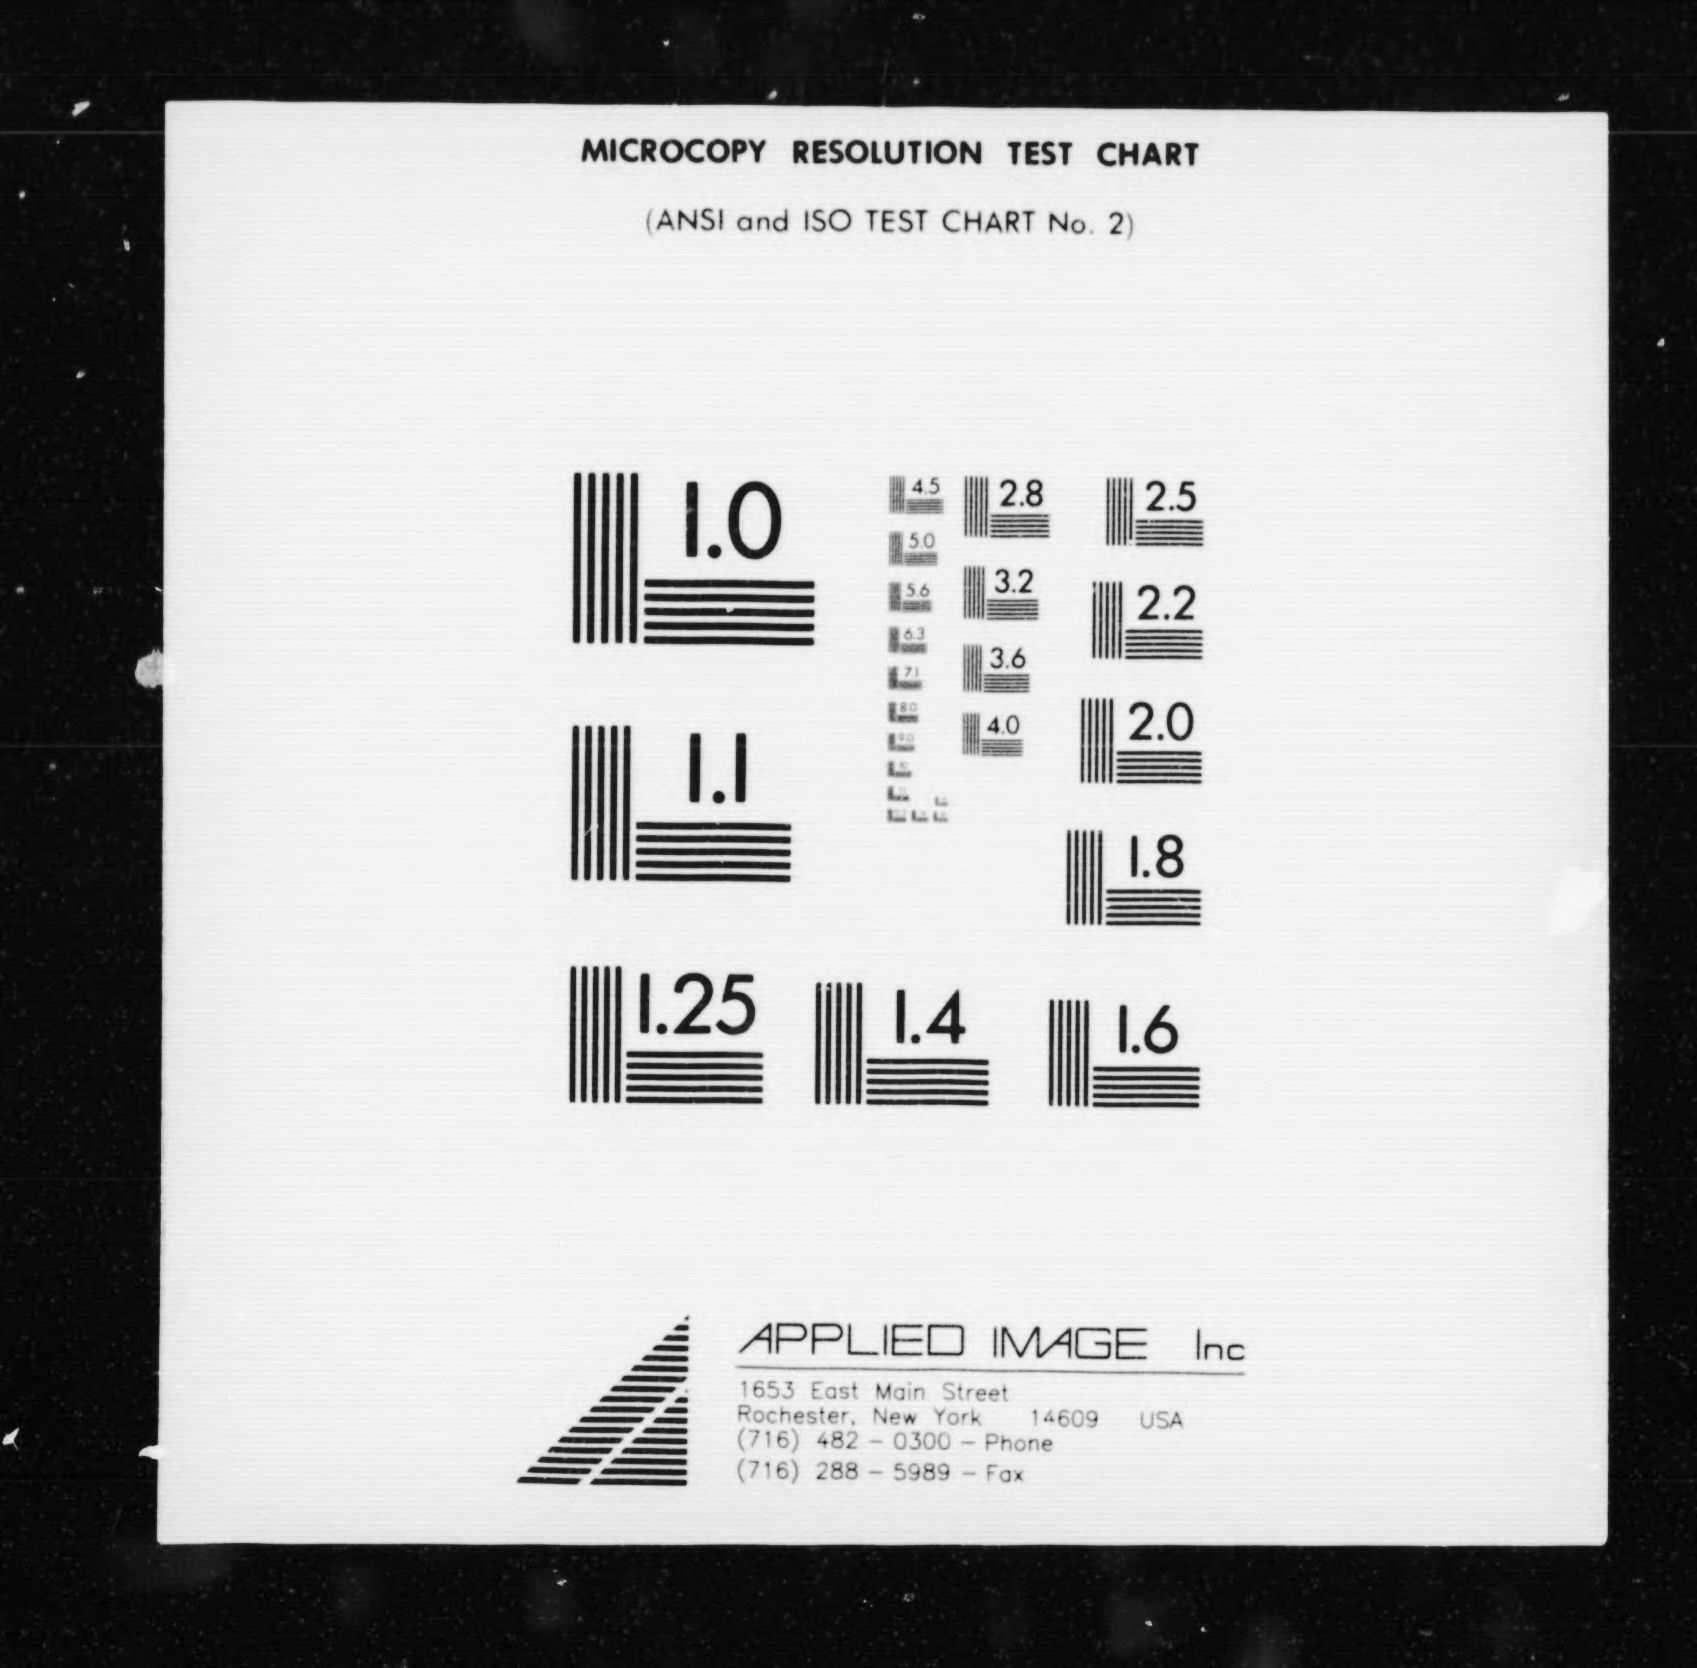 MICROCOPY RESOLUTION TEST CHART
(ANSI and ISO TEST CHART No. 2)
1.0
4.5
2.8
2.5
5.0
3.2
2.2
5.6
6.3
3.6
7.1
2.0
8.0
4.0
9.0
1.1
1.8
1.25
1.4
1.6
APPLIED IMAGE Inc
1653 East Main Street
Rochester, New York 14609 USA
(716) 482 - 0300 - Phone
(716) 288 - 5989 - Fax